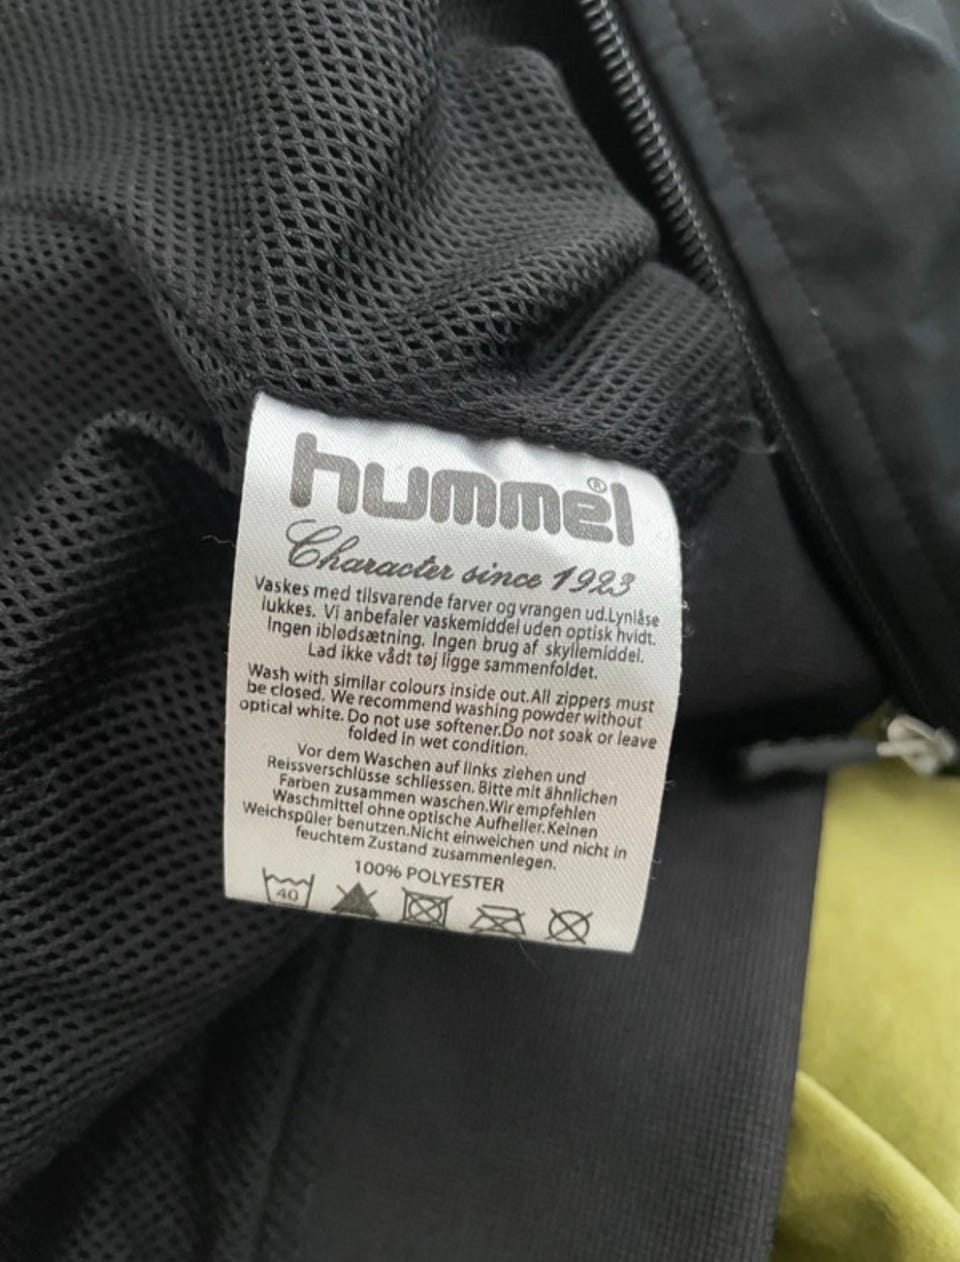 hummel®
Character since 1923
Vaskes med tilsvarende farver og vrangen ud.Lynlåse
lukkes. Vi anbefaler vaskemiddel uden optisk hvidt.
Ingen iblødsætning. Ingen brug af skyllemiddel.
Lad ikke vådt tøj ligge sammenfoldet.
Wash with similar colours inside out.All zippers must
be closed. We recommend washing powder without
optical white. Do not use softener.Do not soak or leave
folded in wet condition.
Vor dem Waschen auf links ziehen und
Reissverschlüsse schliessen. Bitte mit ähnlichen
Farben zusammen waschen.Wir empfehlen
Waschmittel ohne optische Aufheller.Keinen
Weichspüler benutzen.Nicht einweichen und nicht in
feuchtem Zustand zusammenlegen.
100% POLYESTER
40